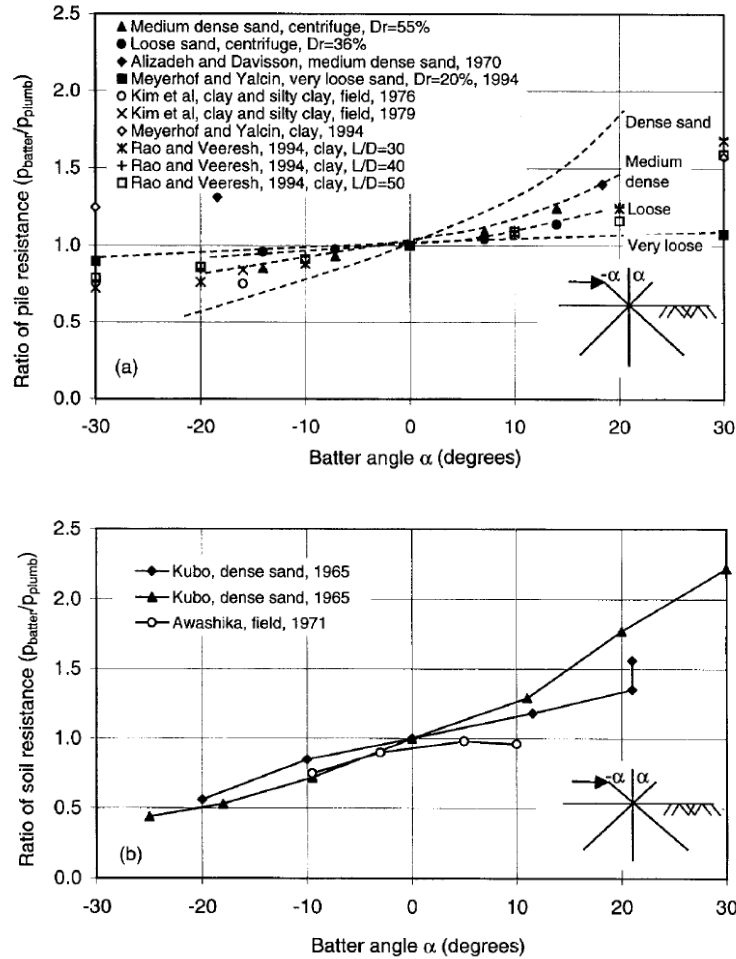 Ratio of pile resistance (pbatter/pplumb)
2.5
2.0
1.5
1.0
0.5
0.0
▲ Medium dense sand, centrifuge, Dr=55%
● Loose sand, centrifuge, Dr=36%
◆ Alizadeh and Davisson, medium dense sand, 1970
■ Meyerhof and Yalcin, very loose sand, Dr=20%, 1994
○ Kim et al, clay and silty clay, field, 1976
× Kim et al, clay and silty clay, field, 1979
◇ Meyerhof and Yalcin, clay, 1994
ж Rao and Veeresh, 1994, clay, L/D=30
+ Rao and Veeresh, 1994, clay, L/D=40
□ Rao and Veeresh, 1994, clay, L/D=50
Dense sand
Medium
dense
Loose
Very loose
-α α
(a)
-30 -20 -10 0 10 20 30
Batter angle α (degrees)
Ratio of soil resistance (pbatter/pplumb)
2.5
2.0
1.5
1.0
0.5
0.0
Kubo, dense sand, 1965
Kubo, dense sand, 1965
Awashika, field, 1971
-α α
(b)
-30 -20 -10 0 10 20 30
Batter angle α (degrees)